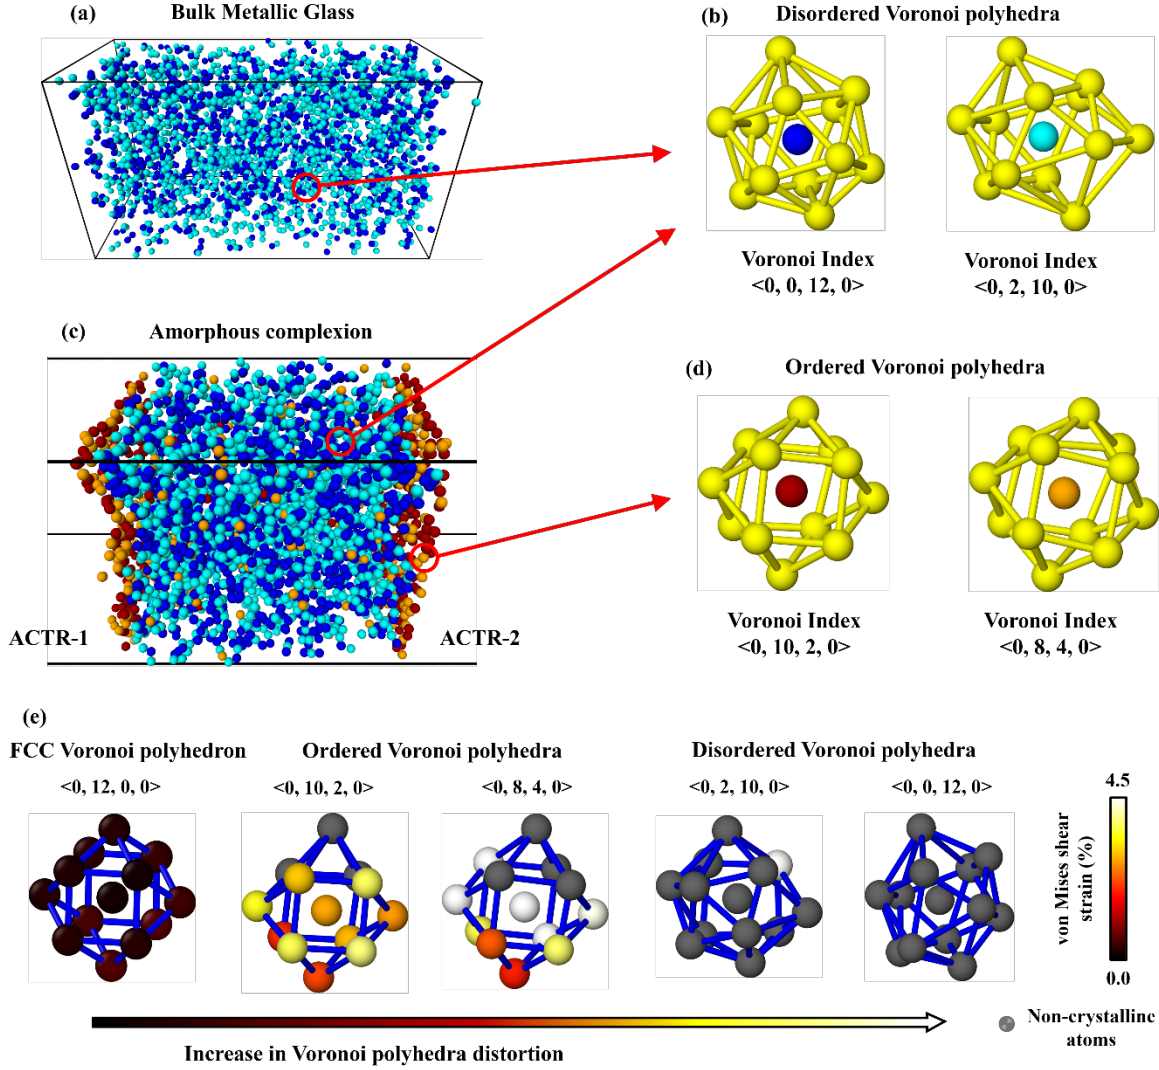 (a)
Bulk Metallic Glass
(b)
Disordered Voronoi polyhedra
Voronoi Index
<0, 0, 12, 0>
Voronoi Index
<0, 2, 10, 0>
(c)
Amorphous complexion
ACTR-1
ACTR-2
(d)
Ordered Voronoi polyhedra
Voronoi Index
<0, 10, 2, 0>
Voronoi Index
<0, 8, 4, 0>
(e)
FCC Voronoi polyhedron
Ordered Voronoi polyhedra
Disordered Voronoi polyhedra
<0, 12, 0, 0>
<0, 10, 2, 0>
<0, 8, 4, 0>
<0, 2, 10, 0>
<0, 0, 12, 0>
von Mises shear
strain (%)
4.5
0.0
Increase in Voronoi polyhedra distortion
Non-crystalline
atoms